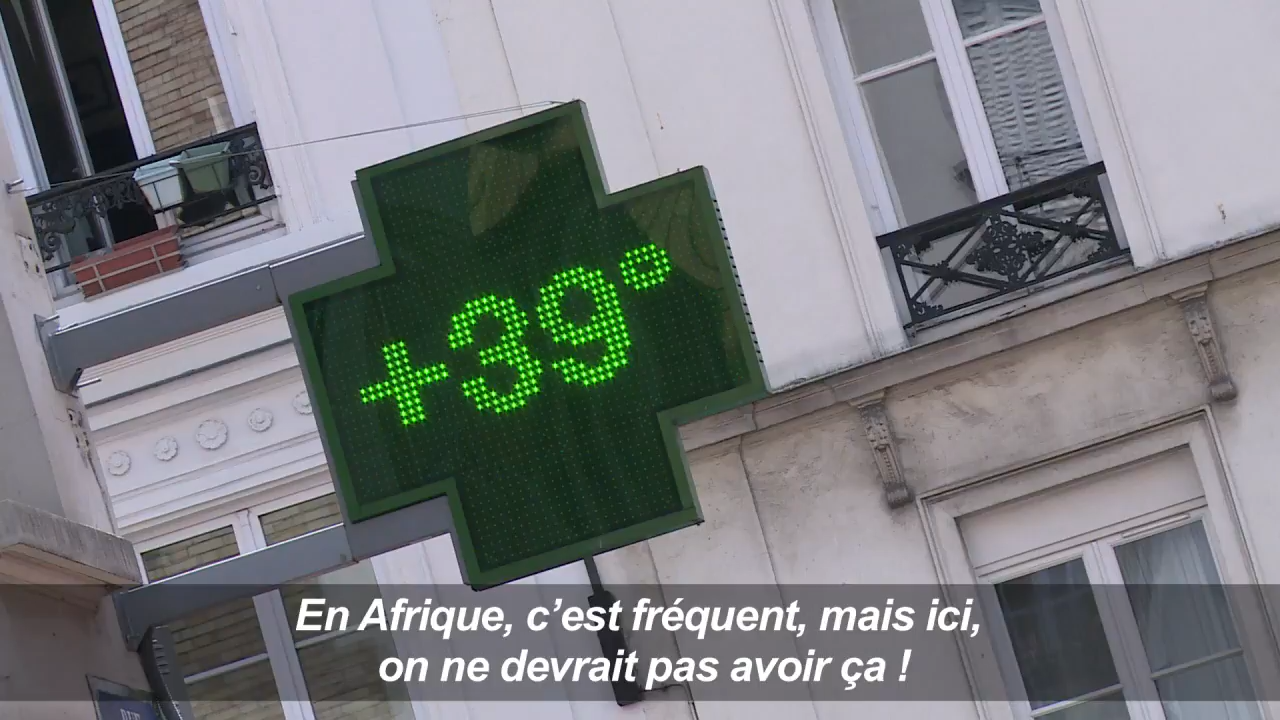 +39°
En Afrique, c’est fréquent, mais ici,
on ne devrait pas avoir ça !